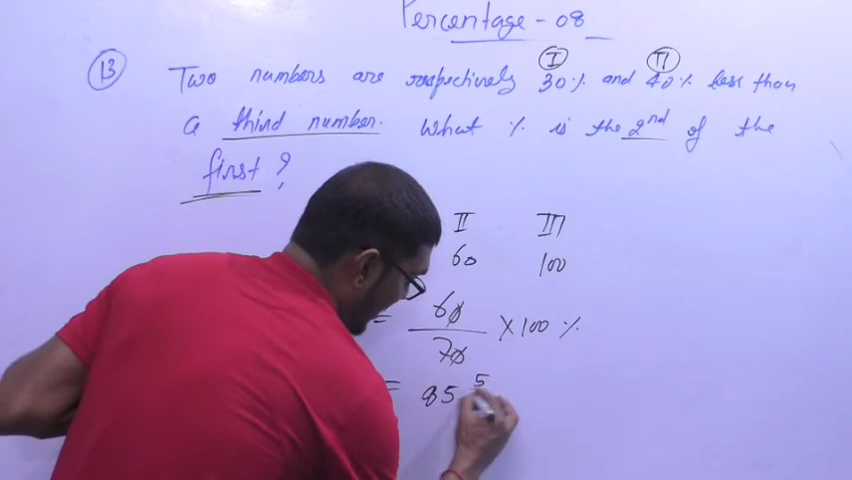 Percentage - 08
13 Two numbers are respectively 30% and 40% less than
I II
a third number. What % is the 2nd of the
first ?
II III
60 100
= 60/70 × 100 %
= 85 5